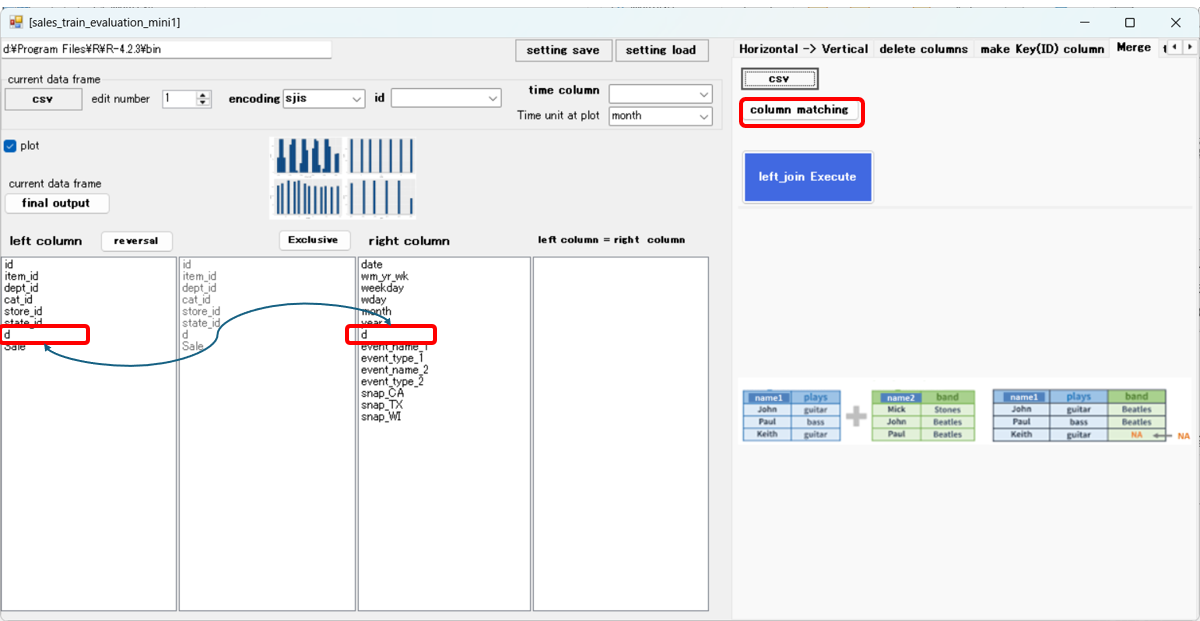 [sales_train_evaluation_mini1]
d:¥Program Files¥R¥R-4.2.3¥bin
setting save
setting load
Horizontal -> Vertical
delete columns
make Key(ID) column
Merge
current data frame
csv
edit number
1
encoding
sjis
id
time column
Time unit at plot
month
csv
column matching
plot
left_join Execute
current data frame
final output
left column
reversal
Exclusive
right column
left column = right column
id
item_id
dept_id
cat_id
store_id
state_id
d
Sale
id
item_id
dept_id
cat_id
store_id
state_id
d
Sale
date
wm_yr_wk
weekday
wday
month
year
d
event_name_1
event_type_1
event_name_2
event_type_2
snap_CA
snap_TX
snap_WI
name1 plays
John guitar
Paul bass
Keith guitar
name2 band
Mick Stones
John Beatles
Paul Beatles
name1 plays band
John guitar Beatles
Paul bass Beatles
Keith guitar NA
NA